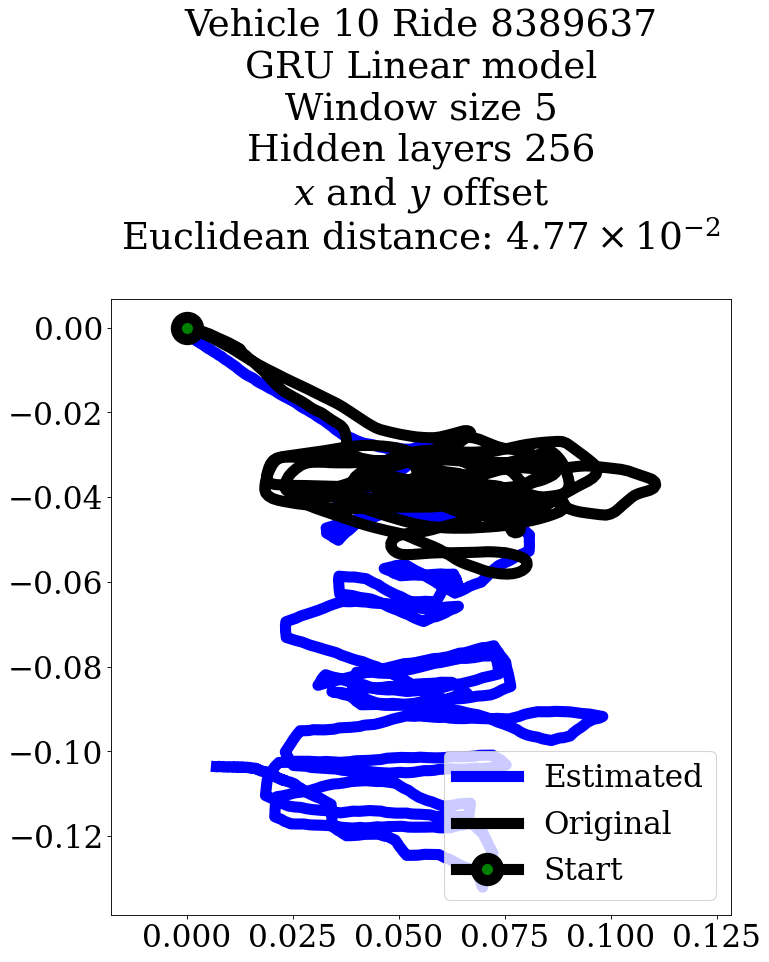 Vehicle 10 Ride 8389637
GRU Linear model
Window size 5
Hidden layers 256
x and y offset
Euclidean distance: 4.77 × 10⁻²
0.00
−0.02
−0.04
−0.06
−0.08
−0.10
−0.12
Estimated
Original
Start
0.000 0.025 0.050 0.075 0.100 0.125